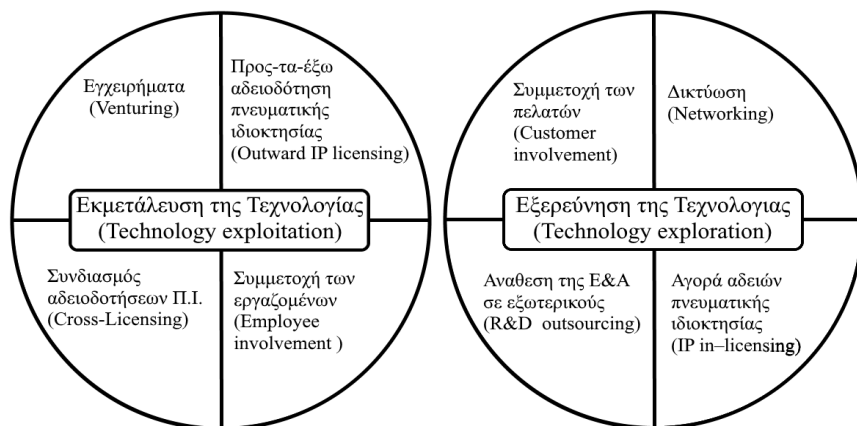 Εγχειρήματα
(Venturing)
Προς-τα-έξω
αδειοδότηση
πνευματικής
ιδιοκτησίας
(Outward IP licensing)
Εκμετάλευση της Τεχνολογίας
(Technology exploitation)
Συνδιασμός
αδειοδοτήσεων Π.Ι.
(Cross-Licensing)
Συμμετοχή των
εργαζομένων
(Employee
involvement )
Συμμετοχή των
πελατών
(Customer
involvement)
Δικτύωση
(Networking)
Εξερεύνηση της Τεχνολογιας
(Technology exploration)
Αναθεση της Ε&Α
σε εξωτερικούς
(R&D outsourcing)
Αγορά αδειών
πνευματικής
ιδιοκτησίας
(IP in–licensing)